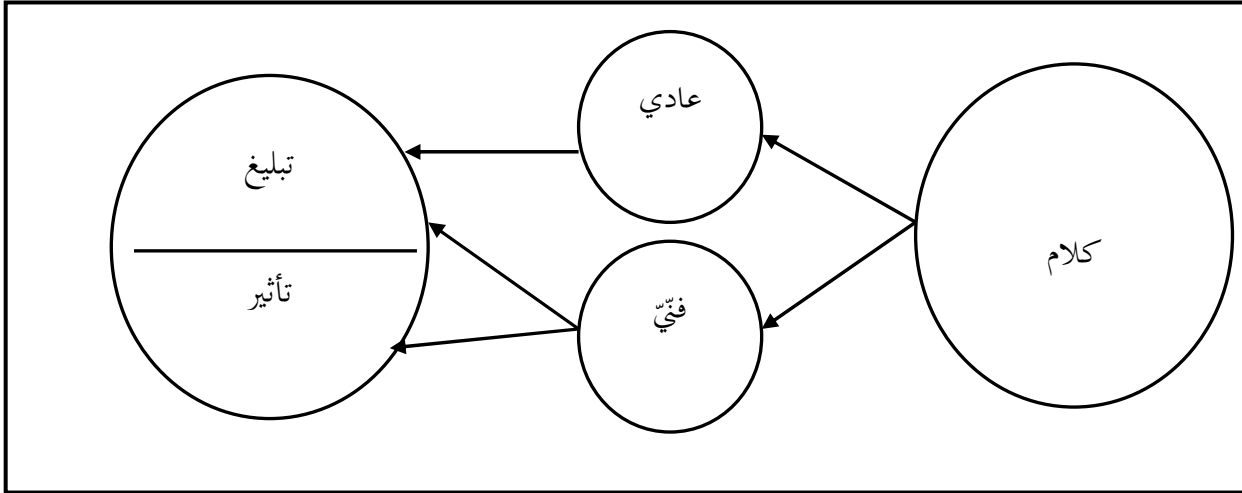 كلام
عادي
فنّيّ
تبليغ
تأثير